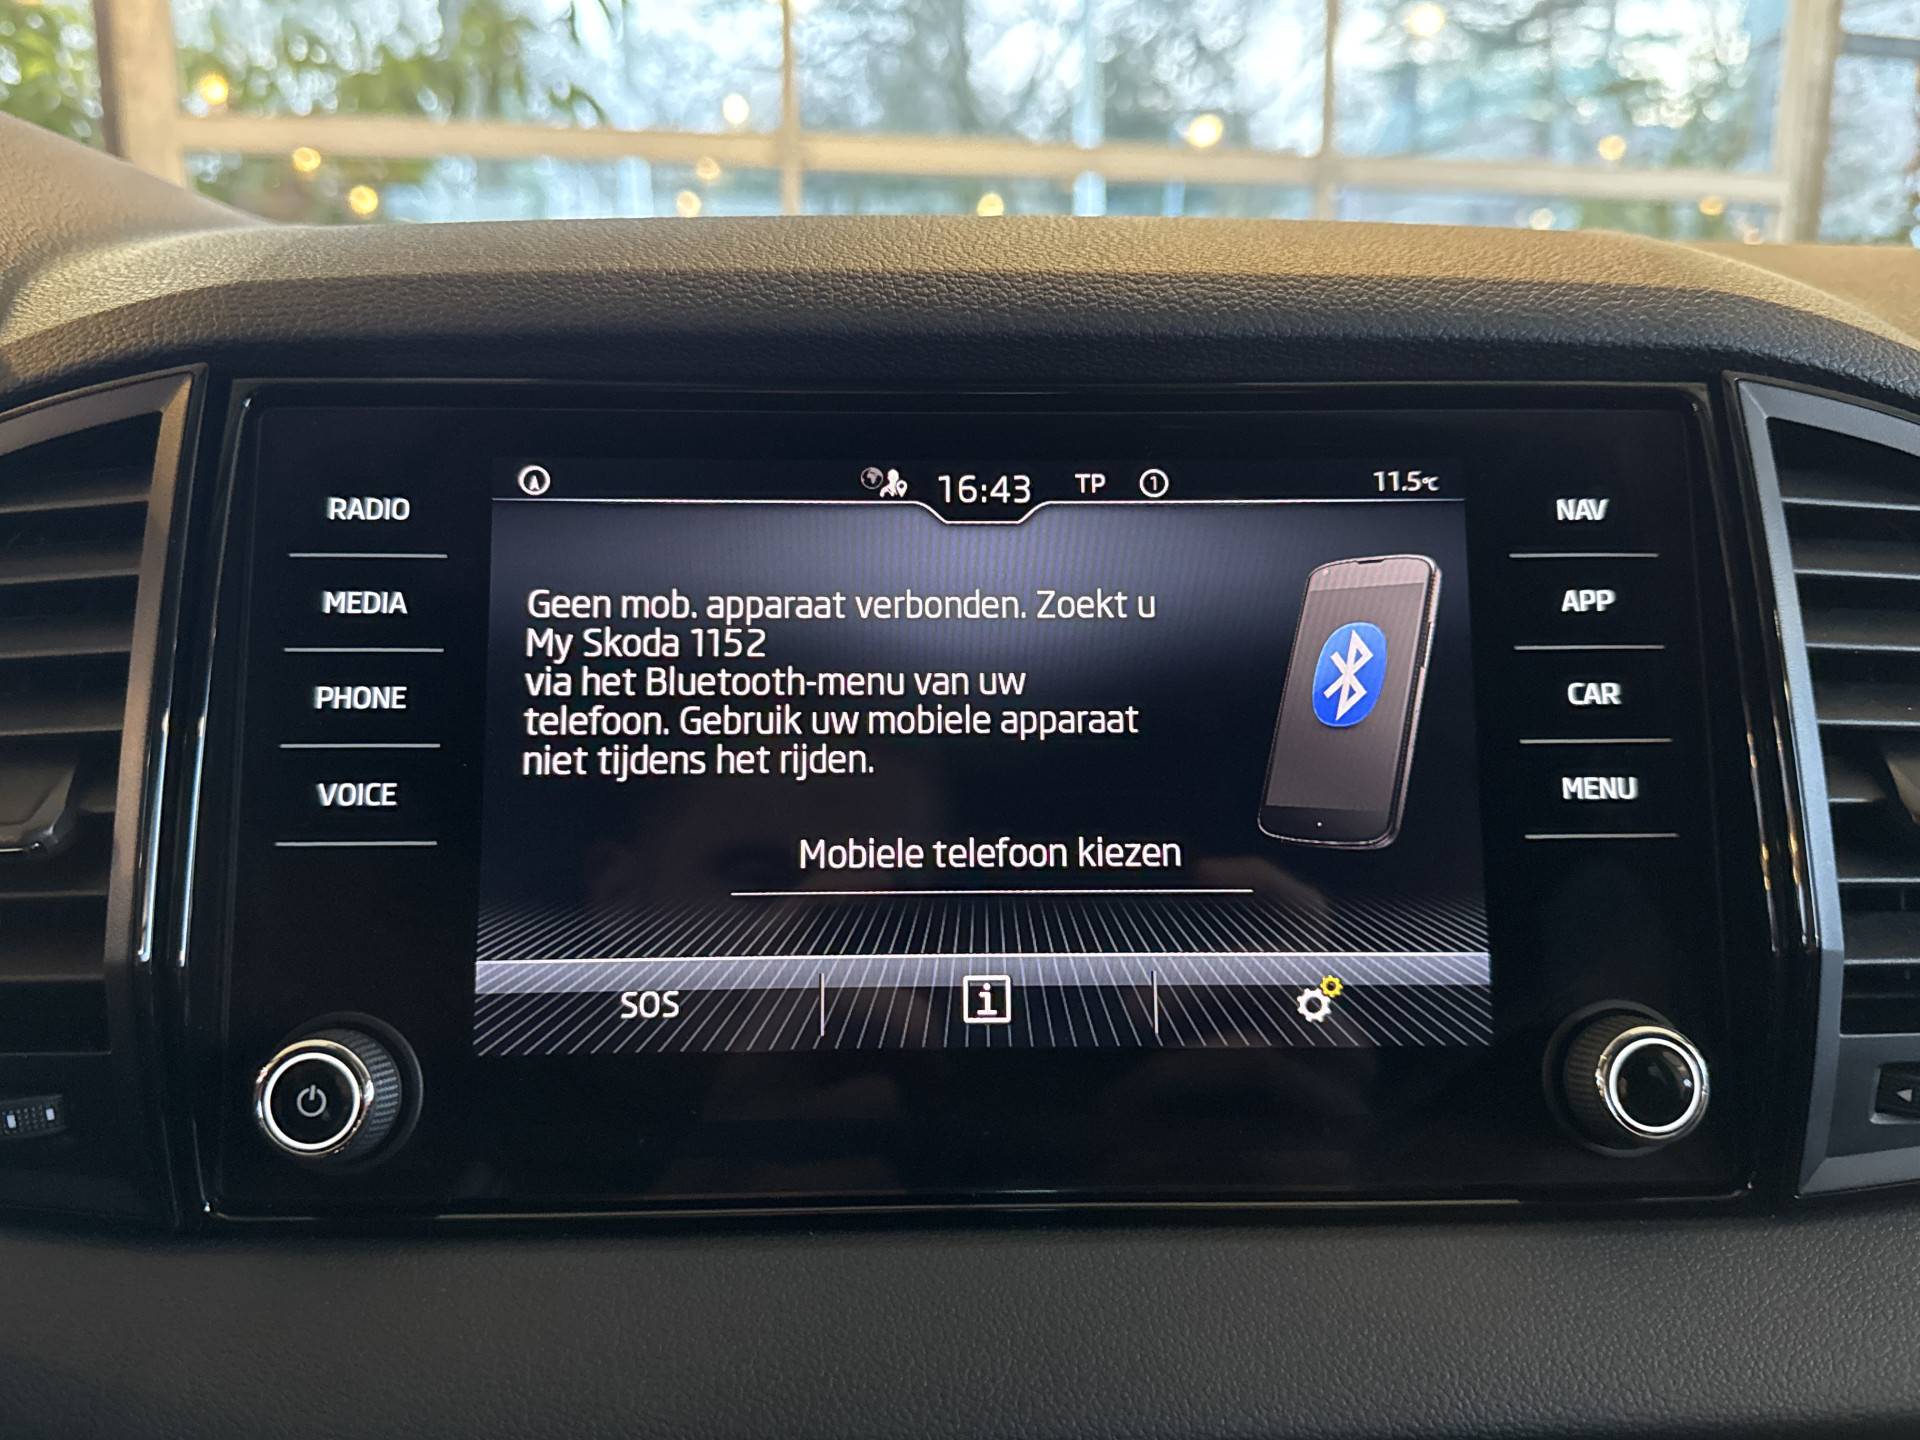 16:43 TP 1 11.5°C
RADIO
MEDIA
PHONE
VOICE
Geen mob. apparaat verbonden. Zoekt u
My Skoda 1152
via het Bluetooth-menu van uw
telefoon. Gebruik uw mobiele apparaat
niet tijdens het rijden.
Mobiele telefoon kiezen
SOS
NAV
APP
CAR
MENU